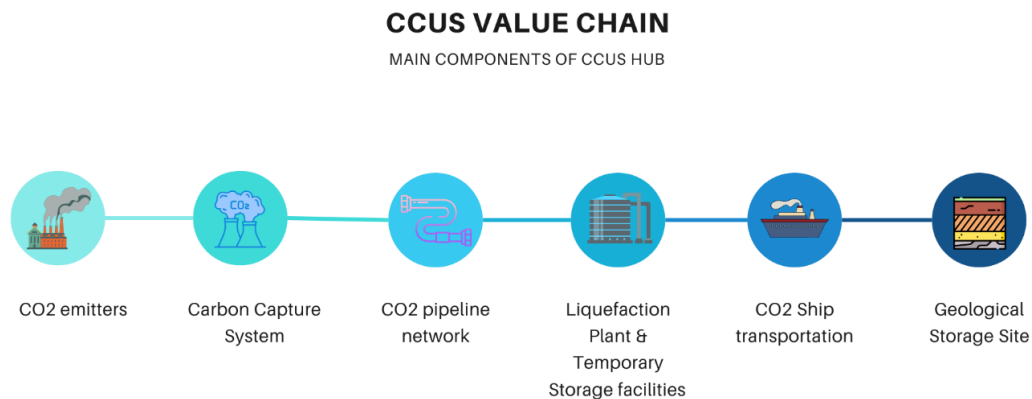 CCUS VALUE CHAIN
MAIN COMPONENTS OF CCUS HUB
CO2
CO2 emitters
Carbon Capture
System
CO2 pipeline
network
Liquefaction
Plant &
Temporary
Storage facilities
CO2 Ship
transportation
Geological
Storage Site